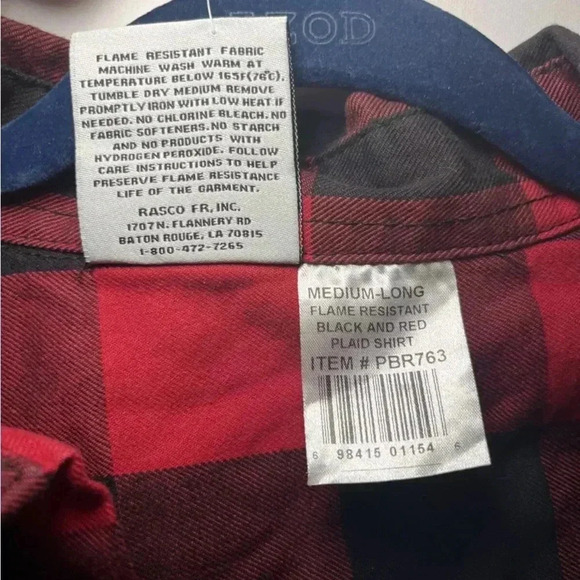 IZOD
FLAME RESISTANT FABRIC
MACHINE WASH WARM AT
TEMPERATURE BELOW 165F(76°C).
TUMBLE DRY MEDIUM REMOVE
PROMPTLY IRON WITH LOW HEAT IF
NEEDED. NO CHLORINE BLEACH. NO
FABRIC SOFTENERS. NO STARCH
AND NO PRODUCTS WITH
HYDROGEN PEROXIDE. FOLLOW
CARE INSTRUCTIONS TO HELP
PRESERVE FLAME RESISTANCE
LIFE OF THE GARMENT.
RASCO FR, INC.
1707 N. FLANNERY RD
BATON ROUGE, LA 70815
1-800-472-7265
MEDIUM-LONG
FLAME RESISTANT
BLACK AND RED
PLAID SHIRT
ITEM # PBR763
6 98415 01154 6